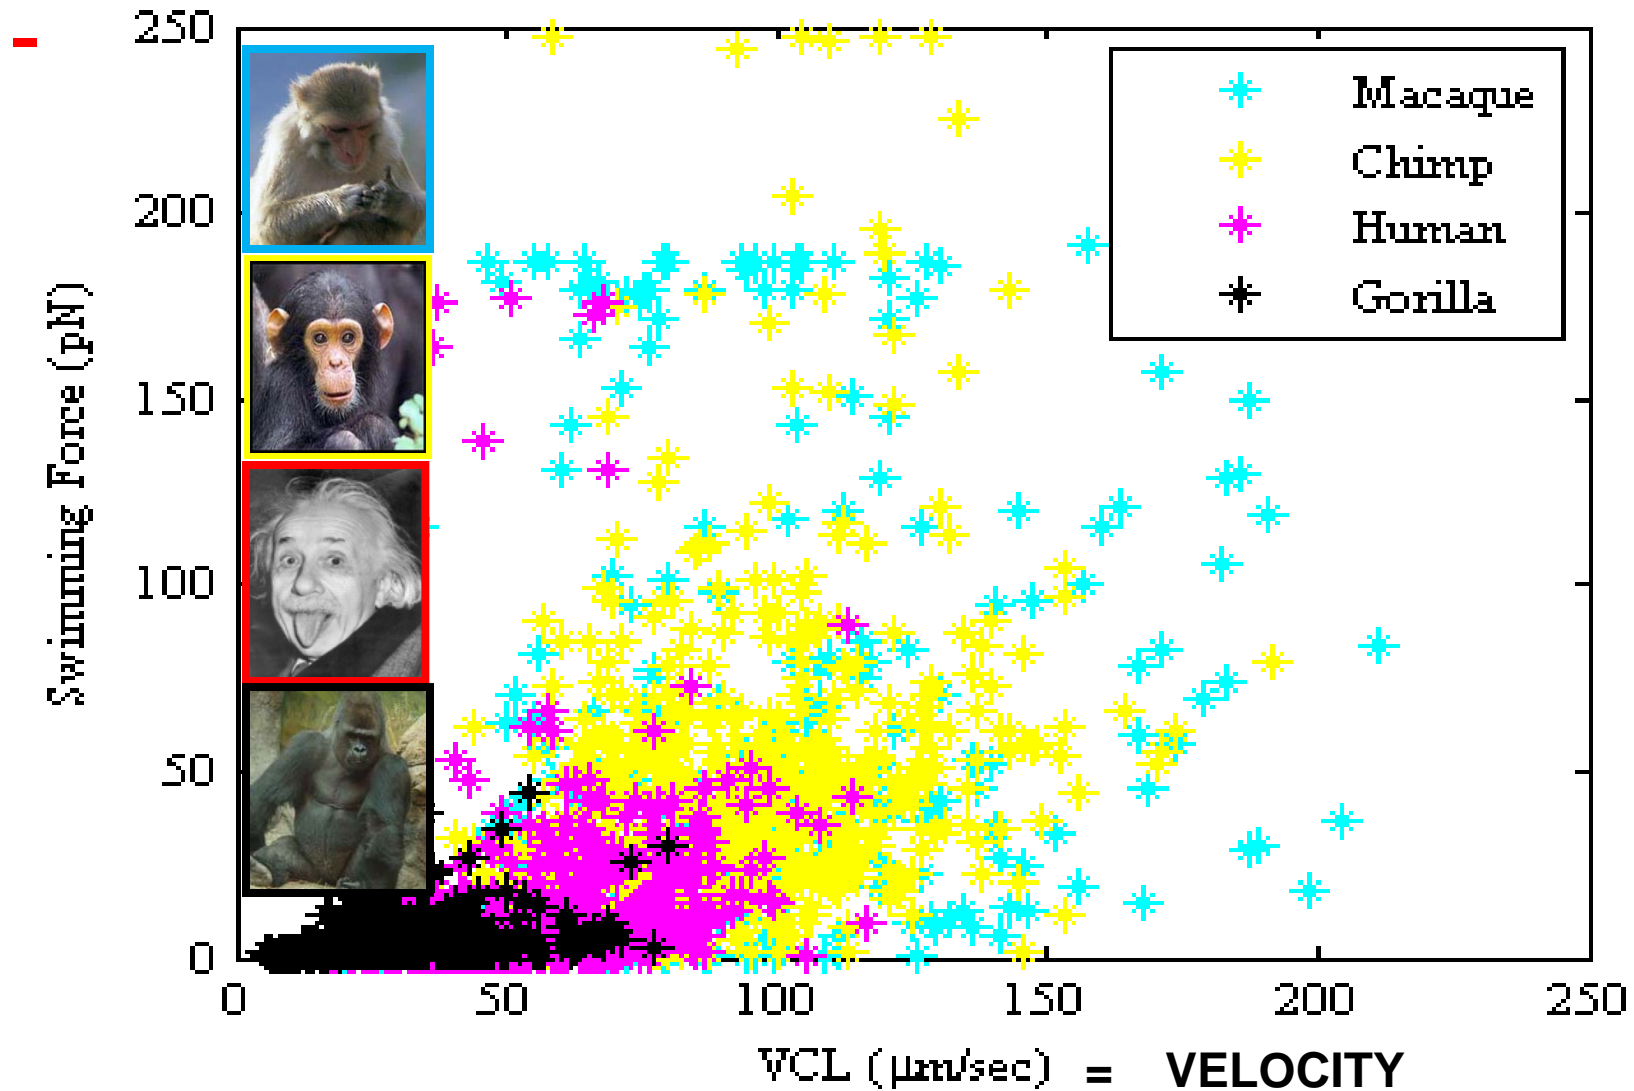 250
200
150
100
50
0
Swimming Force (pN)
Macaque
Chimp
Human
Gorilla
0 50 100 150 200 250
VCL (µm/sec) = VELOCITY